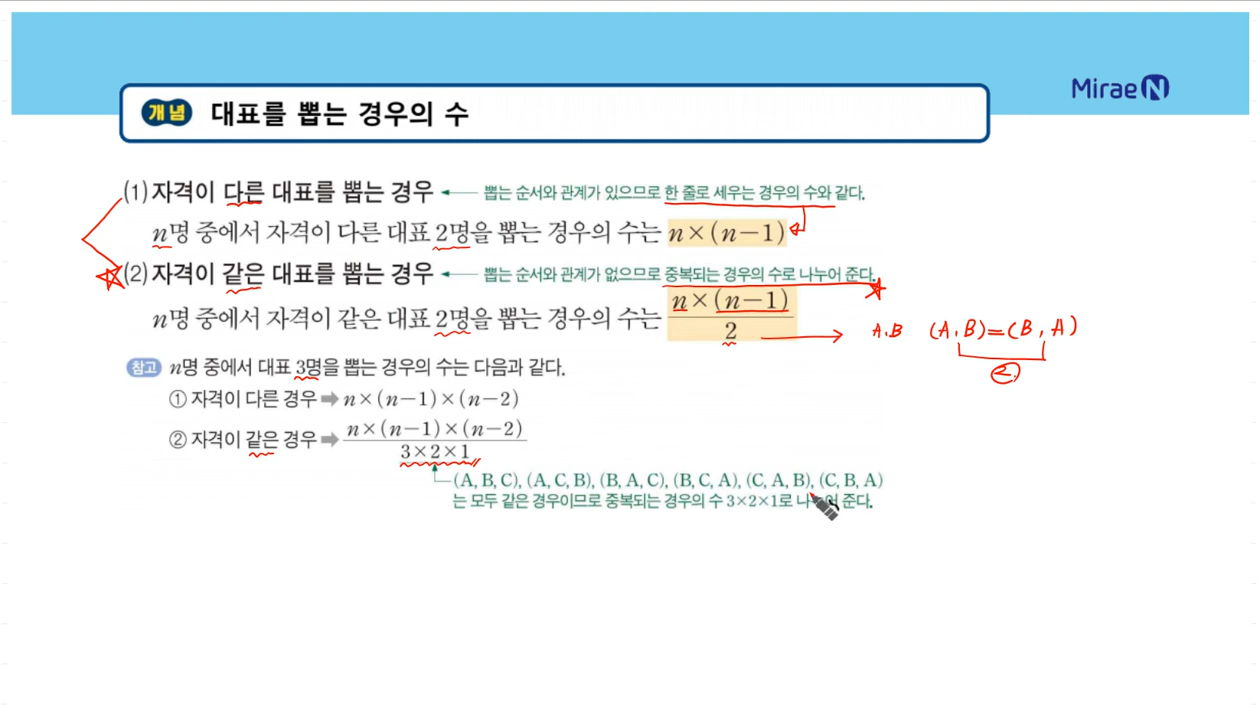 Mirae N
개념 대표를 뽑는 경우의 수
(1) 자격이 다른 대표를 뽑는 경우 ← 뽑는 순서와 관계가 있으므로 한 줄로 세우는 경우의 수와 같다.
n명 중에서 자격이 다른 대표 2명을 뽑는 경우의 수는 n×(n-1)
(2) 자격이 같은 대표를 뽑는 경우 ← 뽑는 순서와 관계가 없으므로 중복되는 경우의 수로 나누어 준다.
n명 중에서 자격이 같은 대표 2명을 뽑는 경우의 수는 n×(n-1)/2 → A.B (A,B)=(B,A)
②
참고 n명 중에서 대표 3명을 뽑는 경우의 수는 다음과 같다.
① 자격이 다른 경우 ➡ n×(n-1)×(n-2)
② 자격이 같은 경우 ➡ n×(n-1)×(n-2)/3×2×1
(A, B, C), (A, C, B), (B, A, C), (B, C, A), (C, A, B), (C, B, A)
는 모두 같은 경우이므로 중복되는 경우의 수 3×2×1로 나누어 준다.